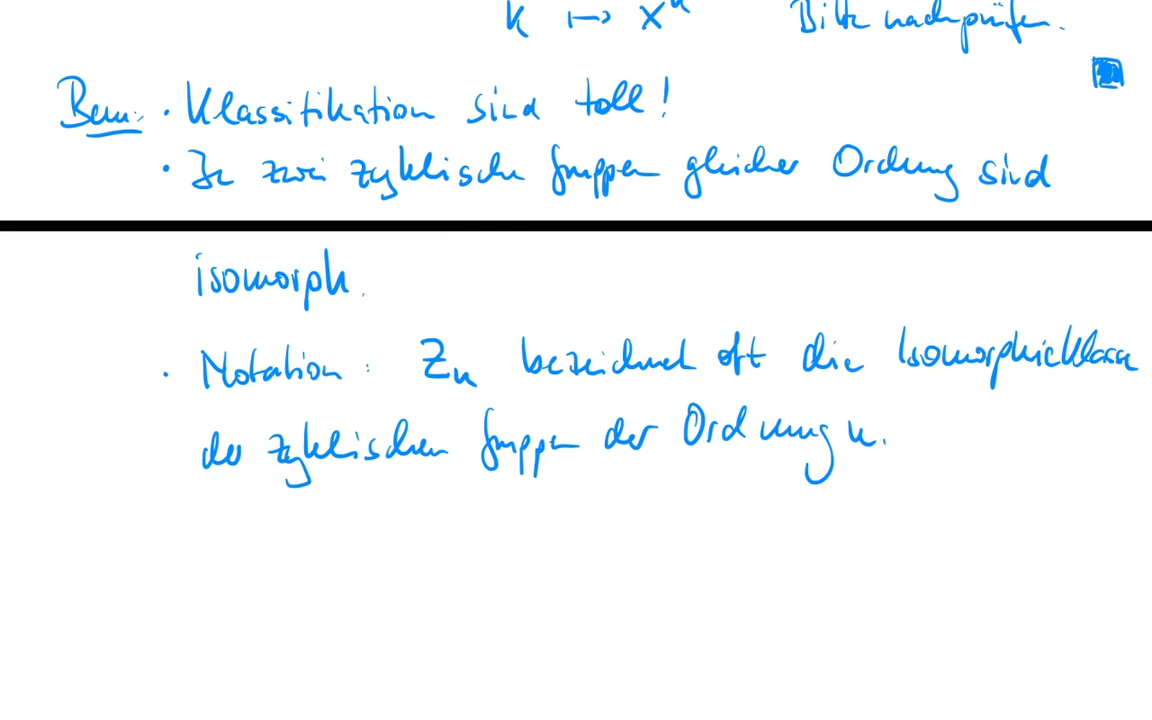 k ↦ x^k Bitte nachprüfen.
Bem: · Klassifikation sind toll!
· Je zwei zyklische Gruppen gleicher Ordnung sind
isomorph.
· Notation: Zn bezeichnet oft die Isomorphieklasse
der zyklischen Gruppen der Ordnung n.